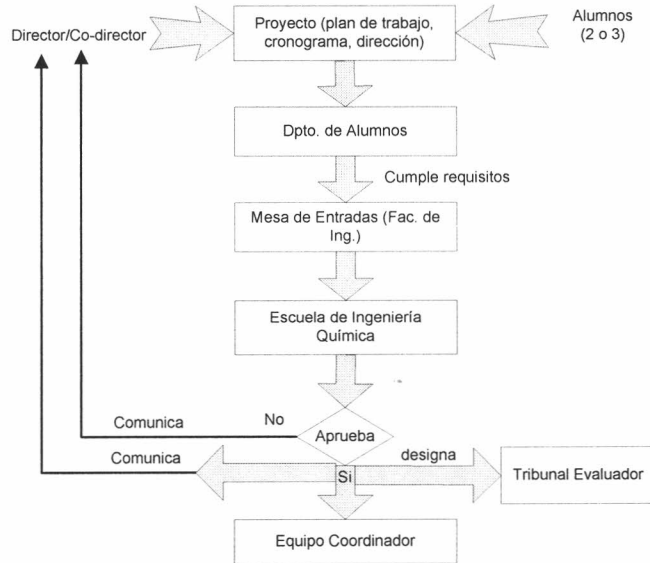 Director/Co-director
Proyecto (plan de trabajo,
cronograma, dirección)
Alumnos
(2 o 3)
Dpto. de Alumnos
Cumple requisitos
Mesa de Entradas (Fac. de
Ing.)
Escuela de Ingeniería
Química
Comunica
No
Aprueba
Comunica
Si
designa
Tribunal Evaluador
Equipo Coordinador